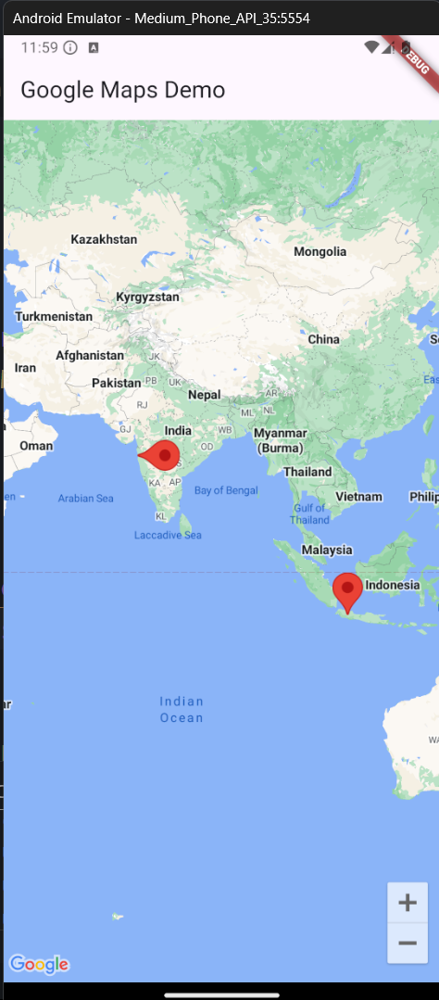 Android Emulator - Medium_Phone_API_35:5554
11:59
DEBUG
Google Maps Demo
Kazakhstan
Mongolia
Kyrgyzstan
Turkmenistan
China
Afghanistan
Iran
JK
Pakistan
PB
UK
Nepal
AR
RJ
ML
NL
GJ
India
WB
Myanmar
(Burma)
Oman
OD
Thailand
KA
AP
Bay of Bengal
Arabian Sea
Vietnam
Philip
Gulf of
Thailand
KL
Laccadive Sea
Malaysia
Indonesia
Indian
Ocean
WA
+
−
Google